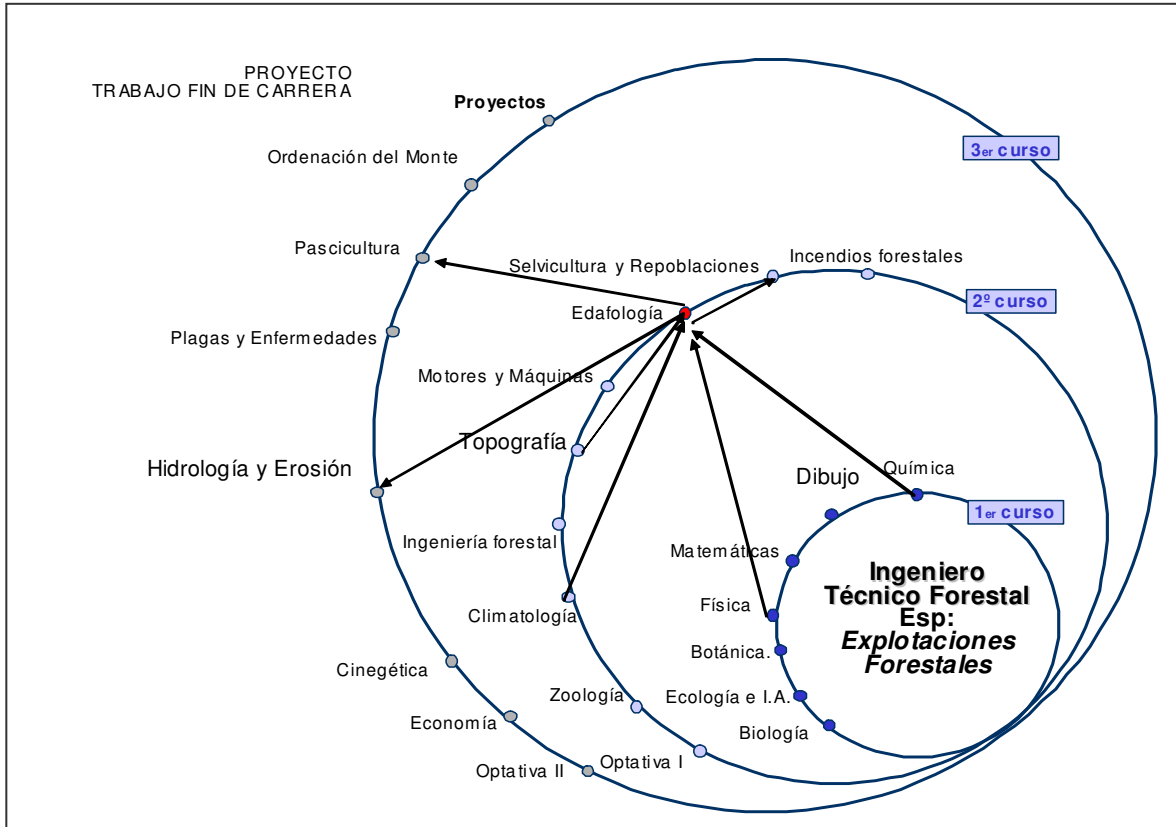 PROYECTO
TRABAJO FIN DE CARRERA
Proyectos
3er curso
Ordenación del Monte
Pascicultura
Selvicultura y Repoblaciones
Incendios forestales
2º curso
Edafología
Plagas y Enfermedades
Motores y Máquinas
Topografía
Hidrología y Erosión
Química
Dibujo
1er curso
Ingeniería forestal
Matemáticas
Ingeniero
Técnico Forestal
Esp:
Explotaciones
Forestales
Climatología
Física
Botánica.
Cinegética
Zoología
Ecología e I.A.
Economía
Biología
Optativa II
Optativa I